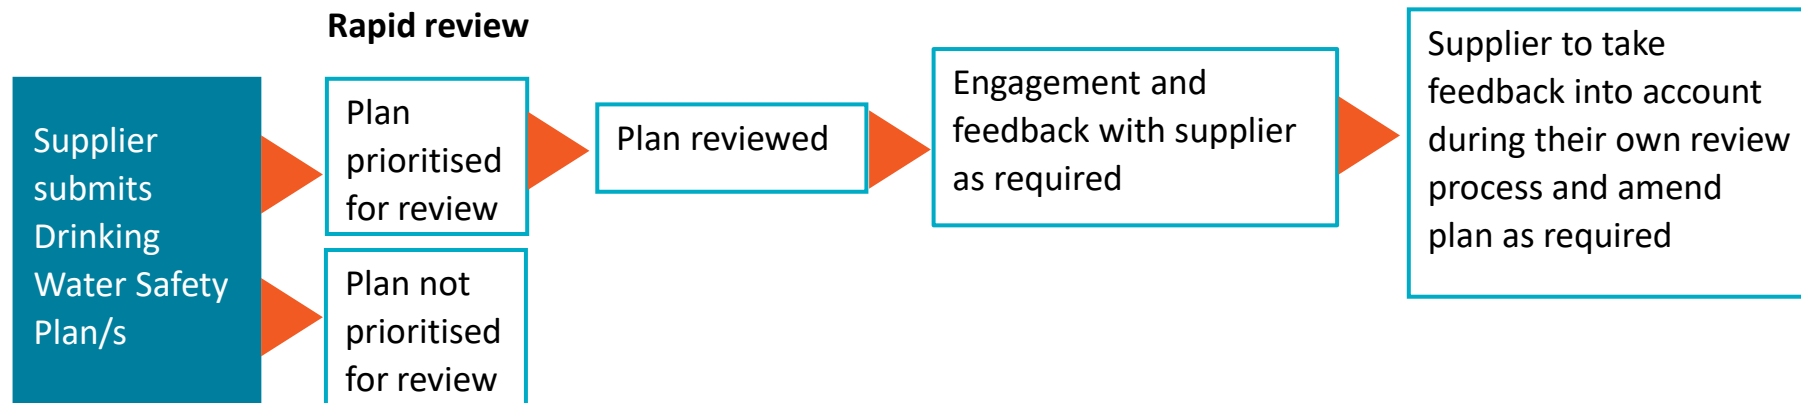 Rapid review
Supplier
submits
Drinking
Water Safety
Plan/s
Plan
prioritised
for review
Plan not
prioritised
for review
Plan reviewed
Engagement and
feedback with supplier
as required
Supplier to take
feedback into account
during their own review
process and amend
plan as required